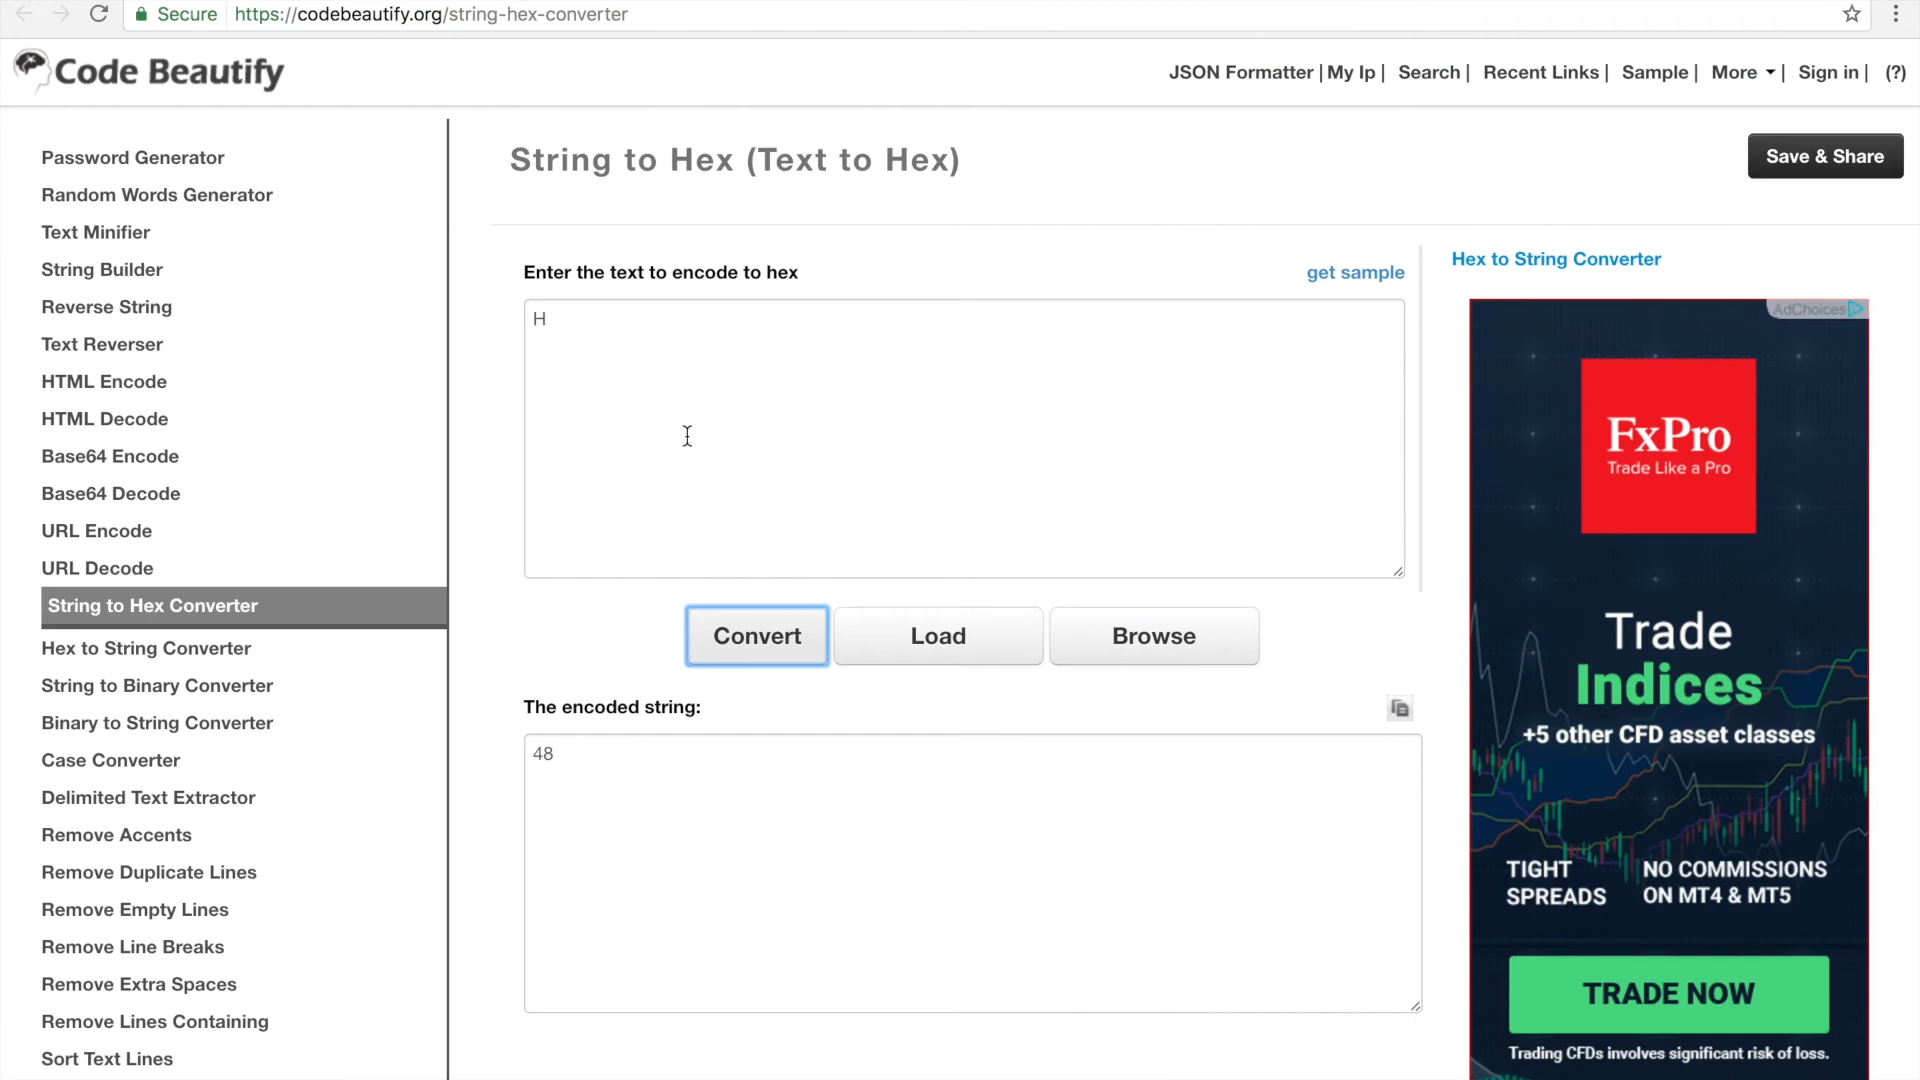 Secure https://codebeautify.org/string-hex-converter
Code Beautify
JSON Formatter | My Ip | Search | Recent Links | Sample | More | Sign in | (?)
Password Generator
Random Words Generator
Text Minifier
String Builder
Reverse String
Text Reverser
HTML Encode
HTML Decode
Base64 Encode
Base64 Decode
URL Encode
URL Decode
String to Hex Converter
Hex to String Converter
String to Binary Converter
Binary to String Converter
Case Converter
Delimited Text Extractor
Remove Accents
Remove Duplicate Lines
Remove Empty Lines
Remove Line Breaks
Remove Extra Spaces
Remove Lines Containing
Sort Text Lines
String to Hex (Text to Hex)
Save & Share
Enter the text to encode to hex
get sample
H
Convert
Load
Browse
The encoded string:
48
Hex to String Converter
AdChoices
FxPro
Trade Like a Pro
Trade
Indices
+5 other CFD asset classes
TIGHT
SPREADS
NO COMMISSIONS
ON MT4 & MT5
TRADE NOW
Trading CFDs involves significant risk of loss.